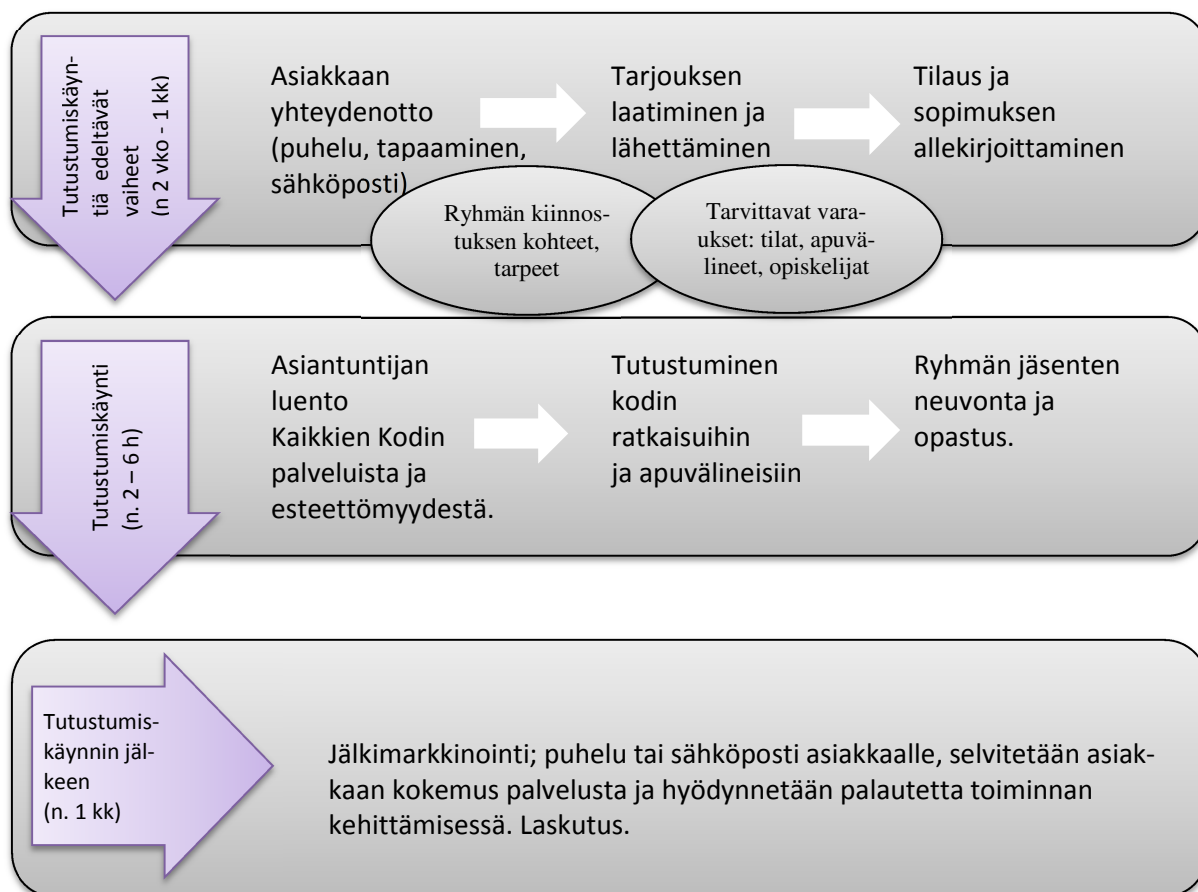 Tutustumiskäyn-
tiä edeltävät
vaiheet
(n 2 vko - 1 kk)
Asiakkaan
yhteydenotto
(puhelu, tapaaminen,
sähköposti)
Tarjouksen
laatiminen ja
lähettäminen
Tilaus ja
sopimuksen
allekirjoittaminen
Ryhmän kiinnos-
tuksen kohteet,
tarpeet
Tarvittavat vara-
ukset: tilat, apuvä-
lineet, opiskelijat
Tutustumiskäynti
(n. 2 – 6 h)
Asiantuntijan
luento
Kaikkien Kodin
palveluista ja
esteettömyydestä.
Tutustuminen
kodin
ratkaisuihin
ja apuvälineisiin
Ryhmän jäsenten
neuvonta ja
opastus.
Tutustumis-
käynnin jäl-
keen
(n. 1 kk)
Jälkimarkkinointi; puhelu tai sähköposti asiakkaalle, selvitetään asiak-
kaan kokemus palvelusta ja hyödynnetään palautetta toiminnan
kehittämisessä. Laskutus.